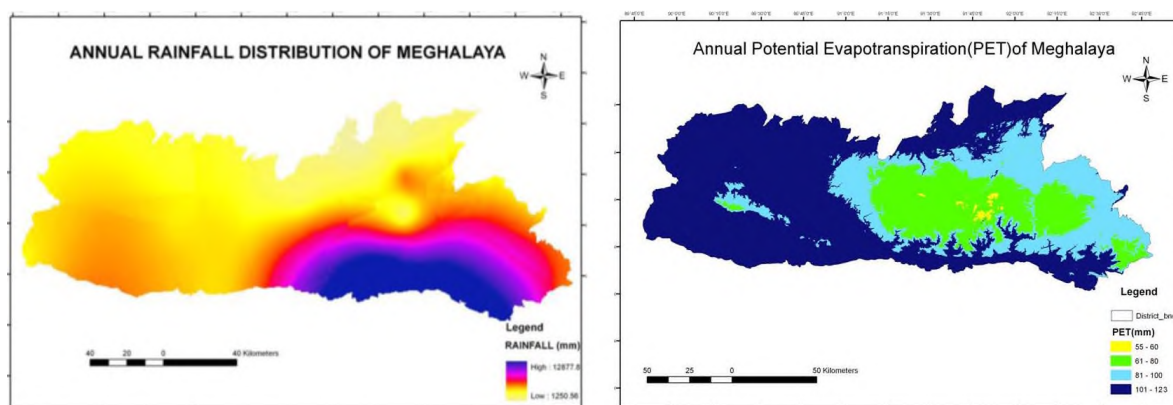 ANNUAL RAINFALL DISTRIBUTION OF MEGHALAYA
N
W E
S
Legend
RAINFALL (mm)
High : 12877.8
Low : 1250.56
40 20 0 40 Kilometers
Annual Potential Evapotranspiration(PET)of Meghalaya
N
W E
S
Legend
District_bn
PET(mm)
55 - 60
61 - 80
81 - 100
101 - 123
50 25 0 50 Kilometers